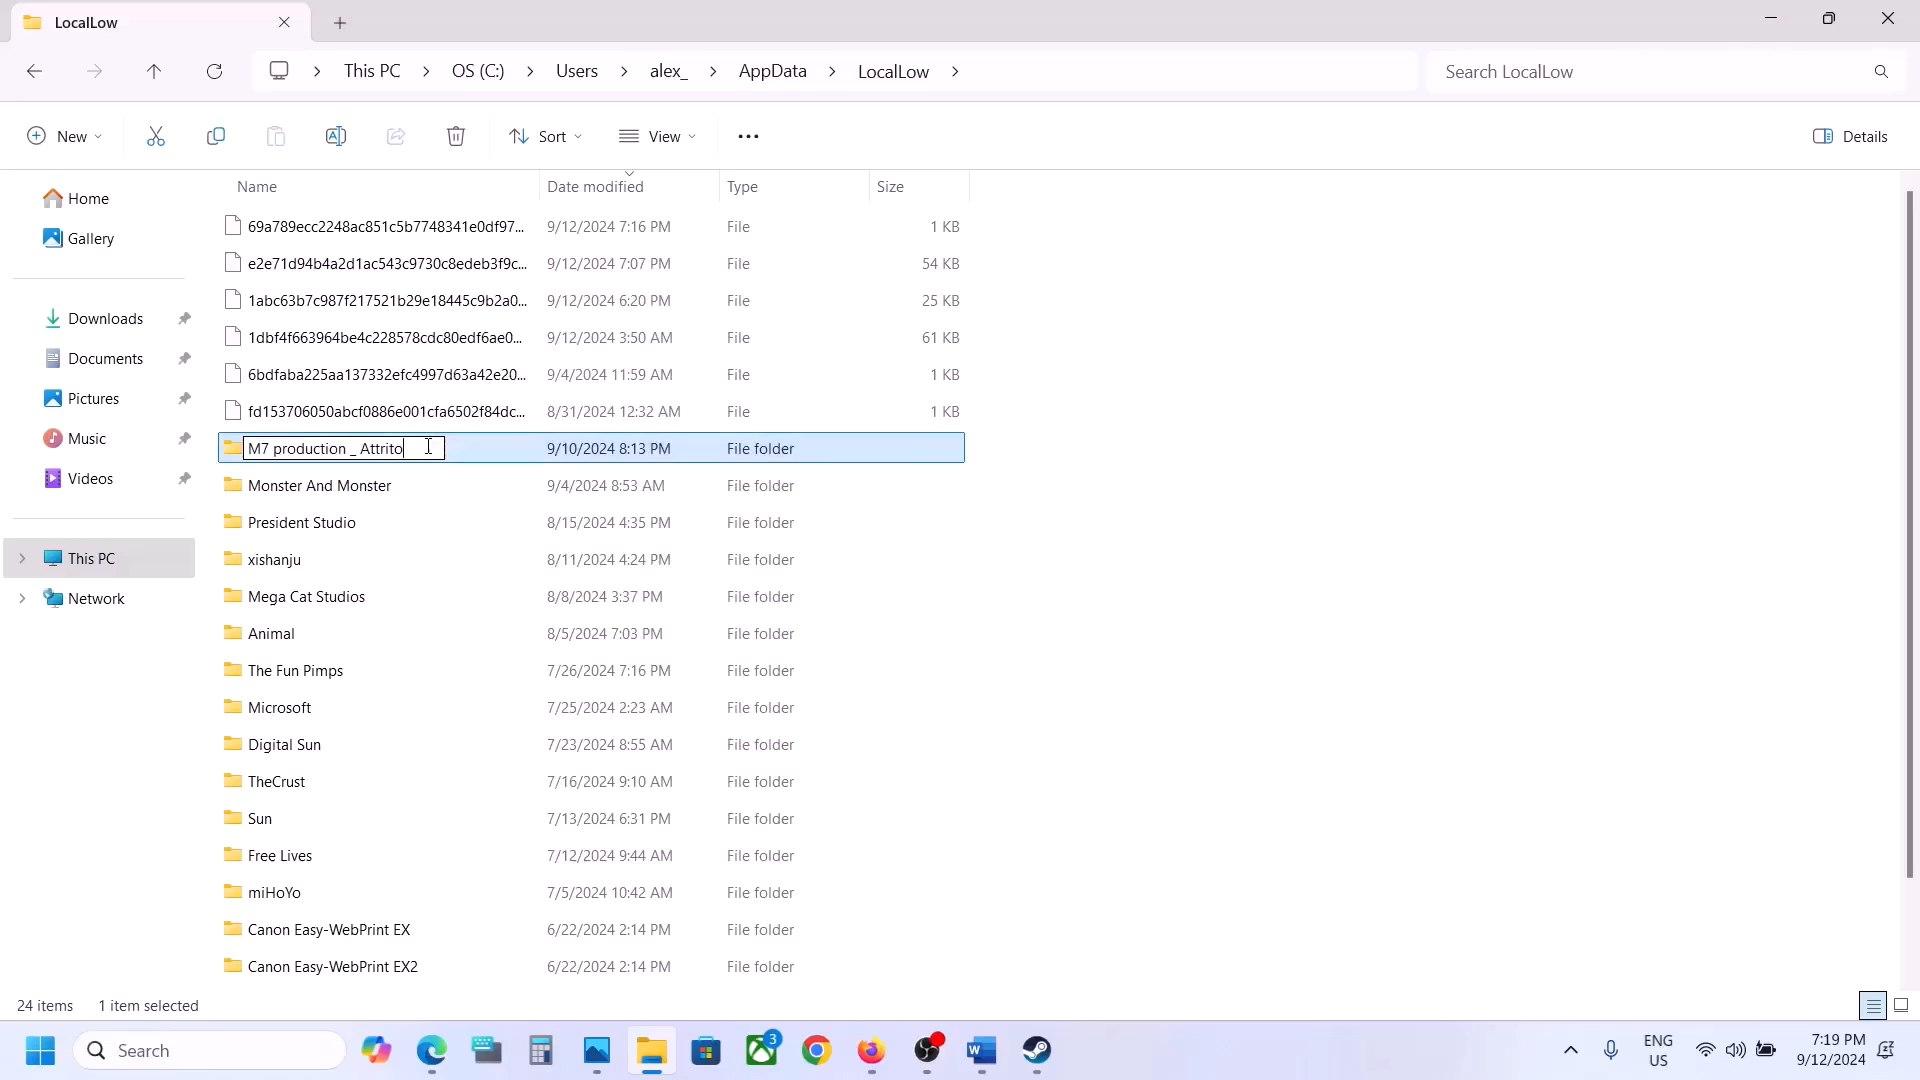 LocalLow
This PC
OS (C:)
Users
alex_
AppData
LocalLow
Search LocalLow
New
Sort
View
Details
Home
Gallery
Downloads
Documents
Pictures
Music
Videos
This PC
Network
Name Date modified Type Size
69a789ecc2248ac851c5b7748341e0df97... 9/12/2024 7:16 PM File 1 KB
e2e71d94b4a2d1ac543c9730c8edeb3f9c... 9/12/2024 7:07 PM File 54 KB
1abc63b7c987f217521b29e18445c9b2a0... 9/12/2024 6:20 PM File 25 KB
1dbf4f663964be4c228578cdc80edf6ae0... 9/12/2024 3:50 AM File 61 KB
6bdfaba225aa137332efc4997d63a42e20... 9/4/2024 11:59 AM File 1 KB
fd153706050abcf0886e001cfa6502f84dc... 8/31/2024 12:32 AM File 1 KB
M7 production _ Attrito 9/10/2024 8:13 PM File folder
Monster And Monster 9/4/2024 8:53 AM File folder
President Studio 8/15/2024 4:35 PM File folder
xishanju 8/11/2024 4:24 PM File folder
Mega Cat Studios 8/8/2024 3:37 PM File folder
Animal 8/5/2024 7:03 PM File folder
The Fun Pimps 7/26/2024 7:16 PM File folder
Microsoft 7/25/2024 2:23 AM File folder
Digital Sun 7/23/2024 8:55 AM File folder
TheCrust 7/16/2024 9:10 AM File folder
Sun 7/13/2024 6:31 PM File folder
Free Lives 7/12/2024 9:44 AM File folder
miHoYo 7/5/2024 10:42 AM File folder
Canon Easy-WebPrint EX 6/22/2024 2:14 PM File folder
Canon Easy-WebPrint EX2 6/22/2024 2:14 PM File folder
24 items 1 item selected
Search
3
ENG
US
7:19 PM
9/12/2024